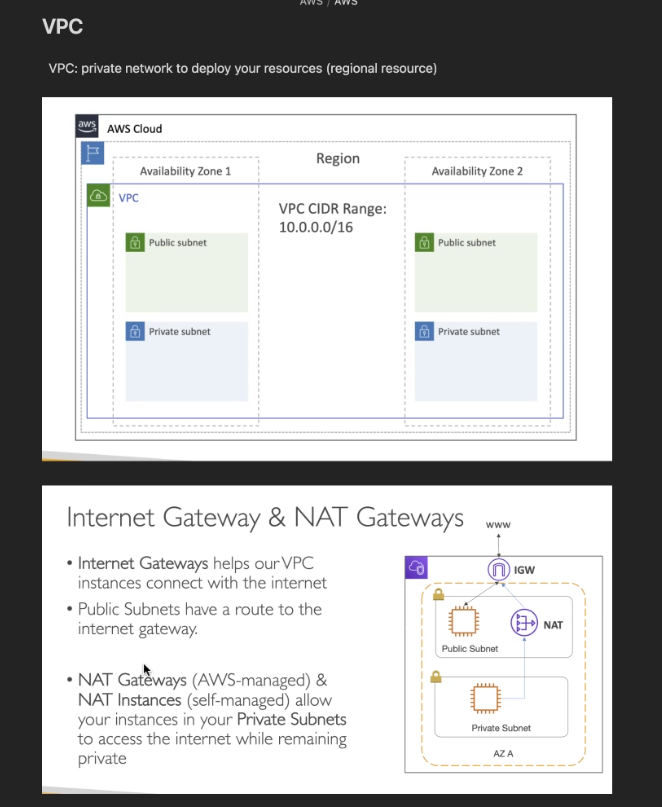 AWS / AWS
VPC
VPC: private network to deploy your resources (regional resource)
aws
AWS Cloud
Region
Availability Zone 1
Availability Zone 2
VPC
VPC CIDR Range:
10.0.0.0/16
Public subnet
Public subnet
Private subnet
Private subnet
Internet Gateway & NAT Gateways
• Internet Gateways helps our VPC
instances connect with the internet
• Public Subnets have a route to the
internet gateway.
• NAT Gateways (AWS-managed) &
NAT Instances (self-managed) allow
your instances in your Private Subnets
to access the internet while remaining
private
www
IGW
NAT
Public Subnet
Private Subnet
AZ A